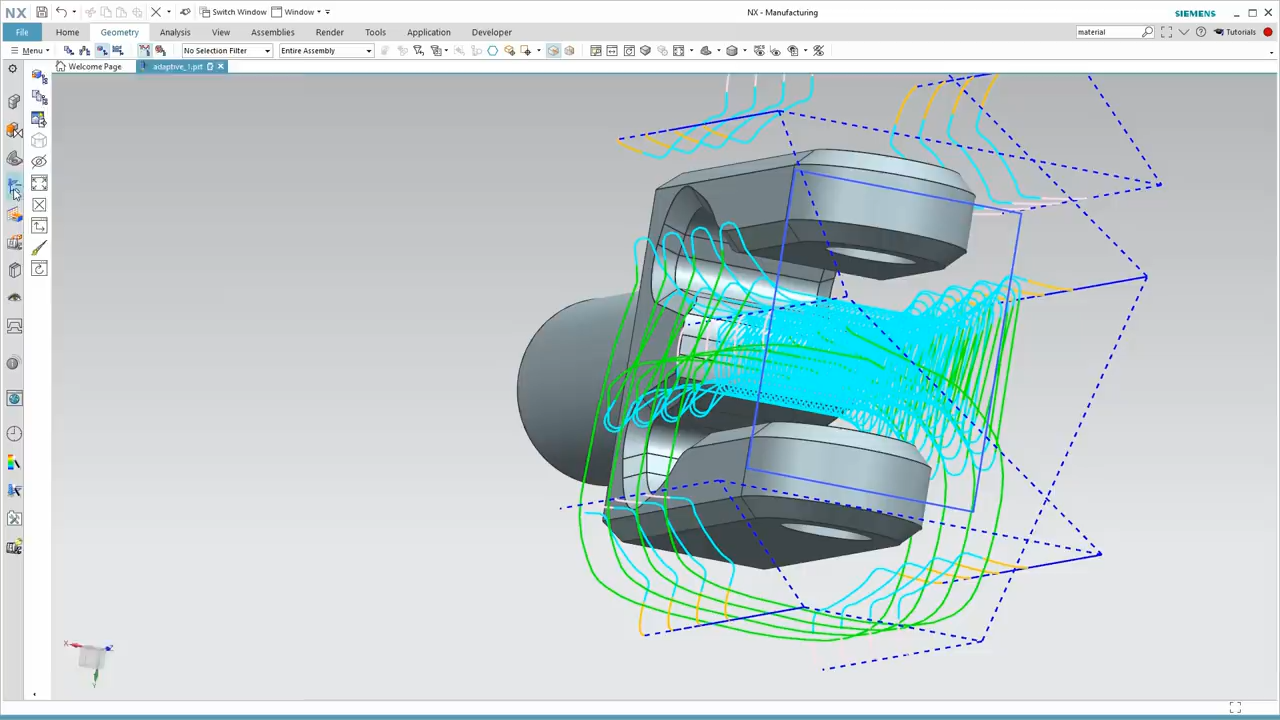 NX
Switch Window
Window
NX - Manufacturing
SIEMENS
File
Home
Geometry
Analysis
View
Assemblies
Render
Tools
Application
Developer
material
Tutorials
Menu
No Selection Filter
Entire Assembly
Welcome Page
adaptive_1.prt
X
Y